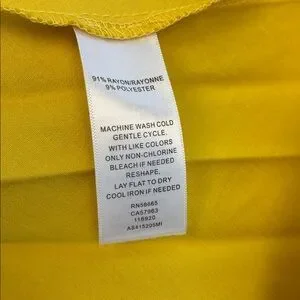 91% RAYON/RAYONNE
9% POLYESTER
MACHINE WASH COLD
GENTLE CYCLE.
WITH LIKE COLORS
ONLY NON-CHLORINE
BLEACH IF NEEDED
RESHAPE.
LAY FLAT TO DRY
COOL IRON IF NEEDED
RN56665
CA57983
116920
A8415205MI